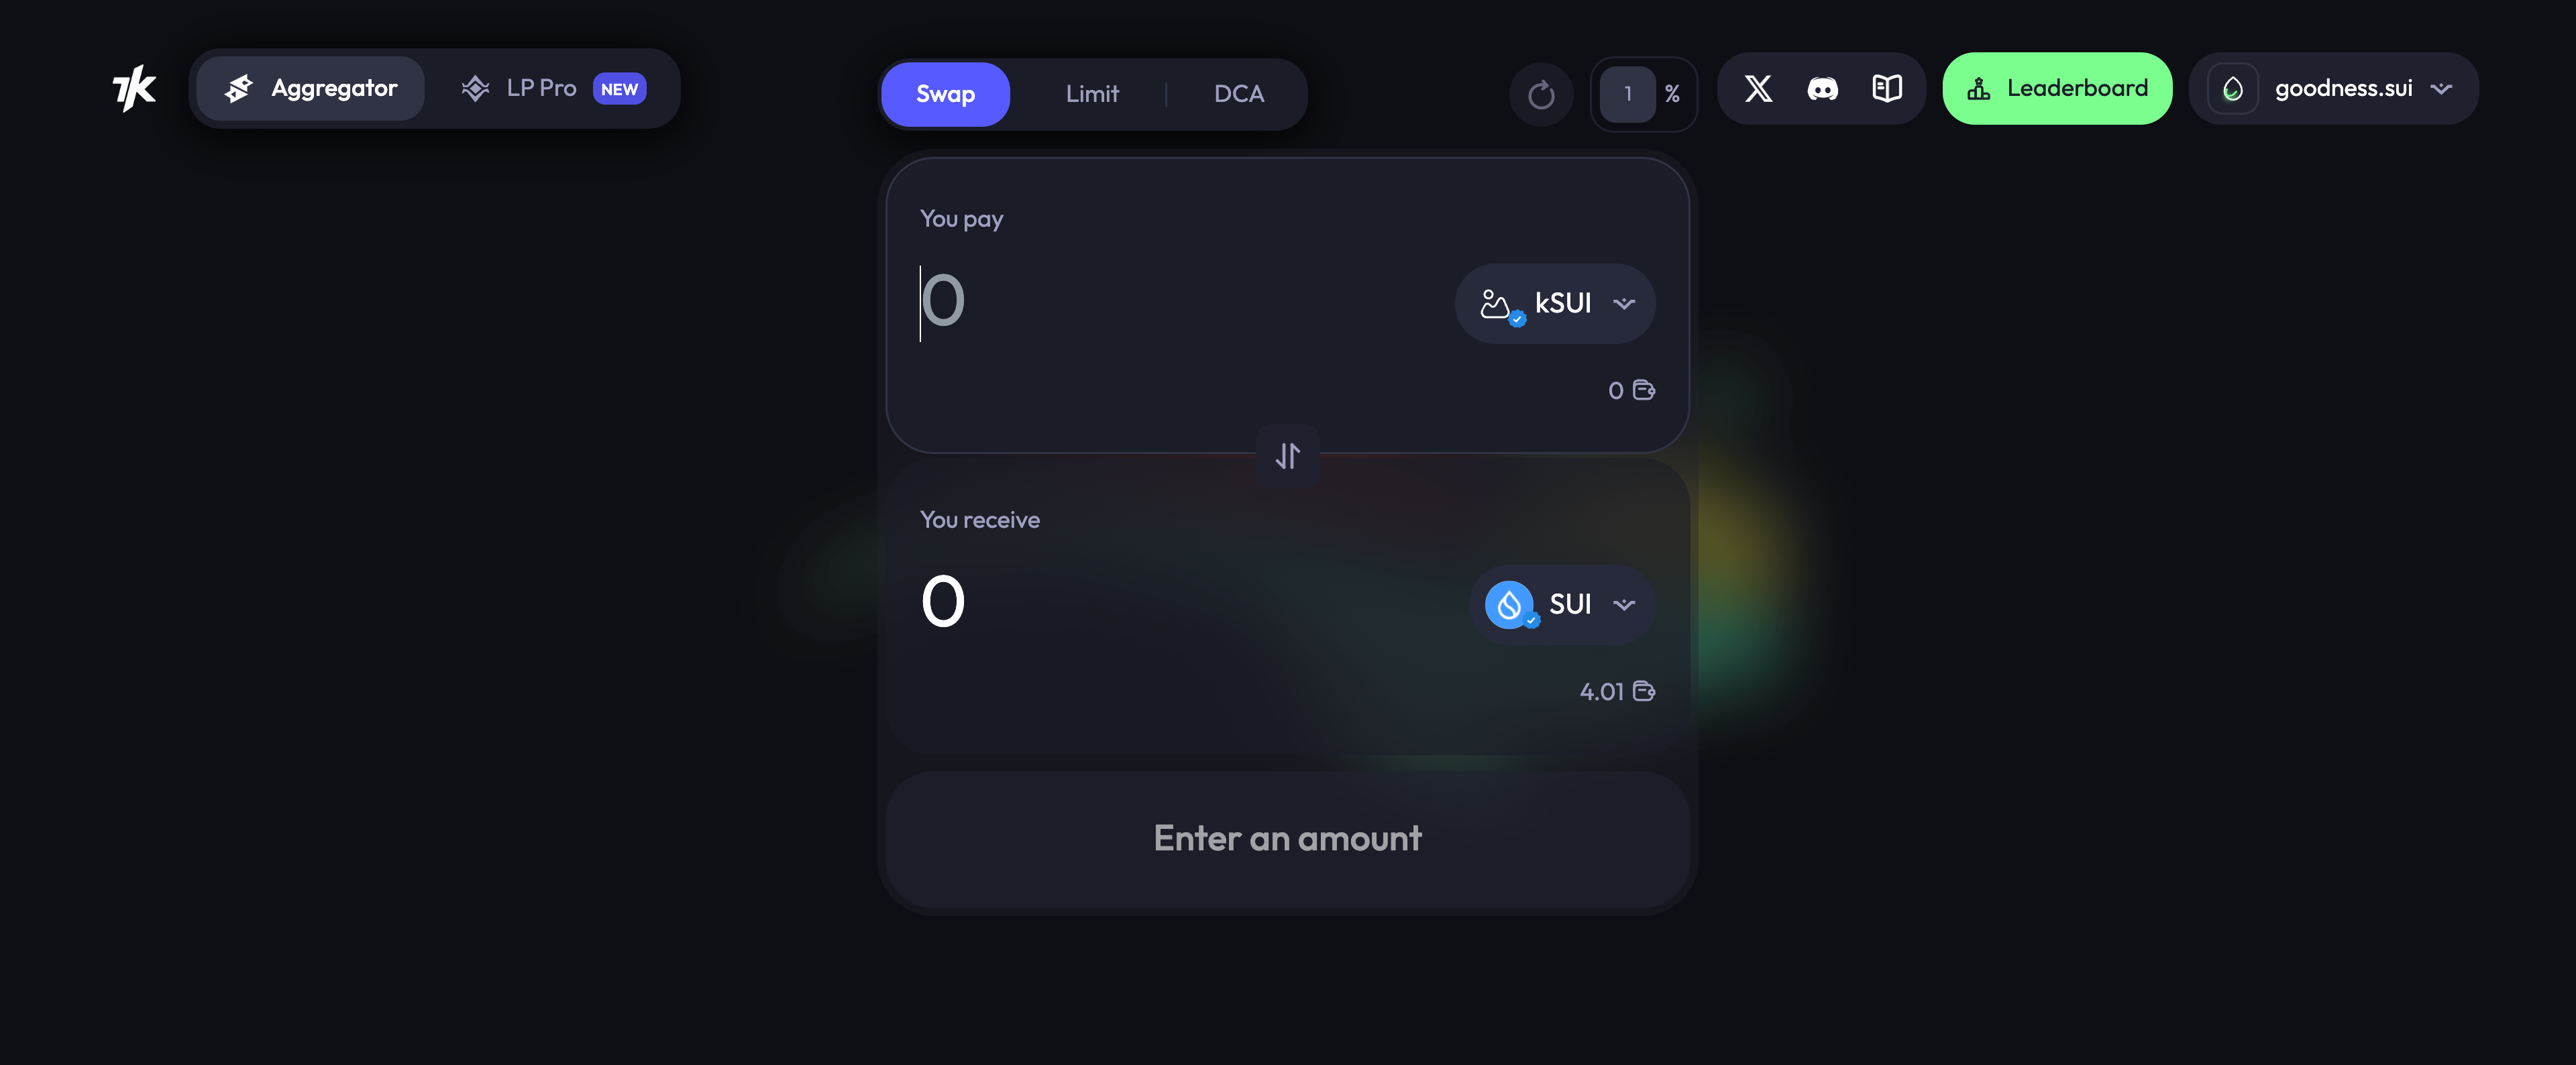 7k
Aggregator
LP Pro NEW
Swap
Limit
DCA
1 %
Leaderboard
goodness.sui
You pay
0
kSUI
0
You receive
0
SUI
4.01
Enter an amount